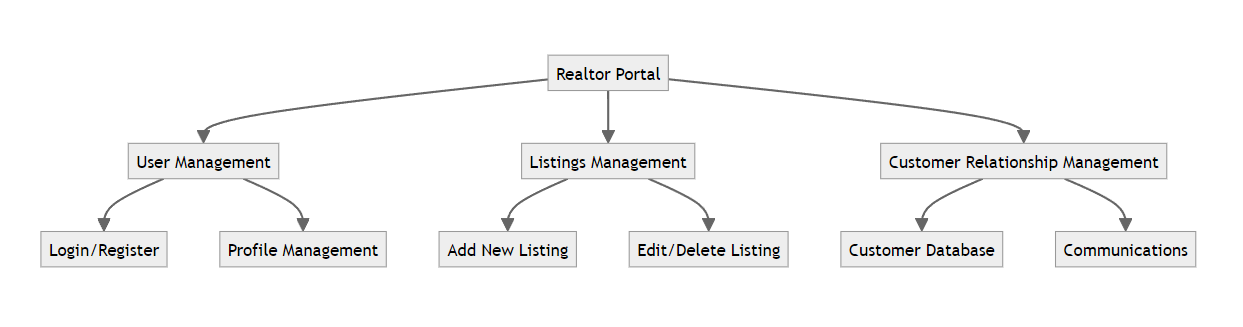 Realtor Portal
User Management
Listings Management
Customer Relationship Management
Login/Register
Profile Management
Add New Listing
Edit/Delete Listing
Customer Database
Communications